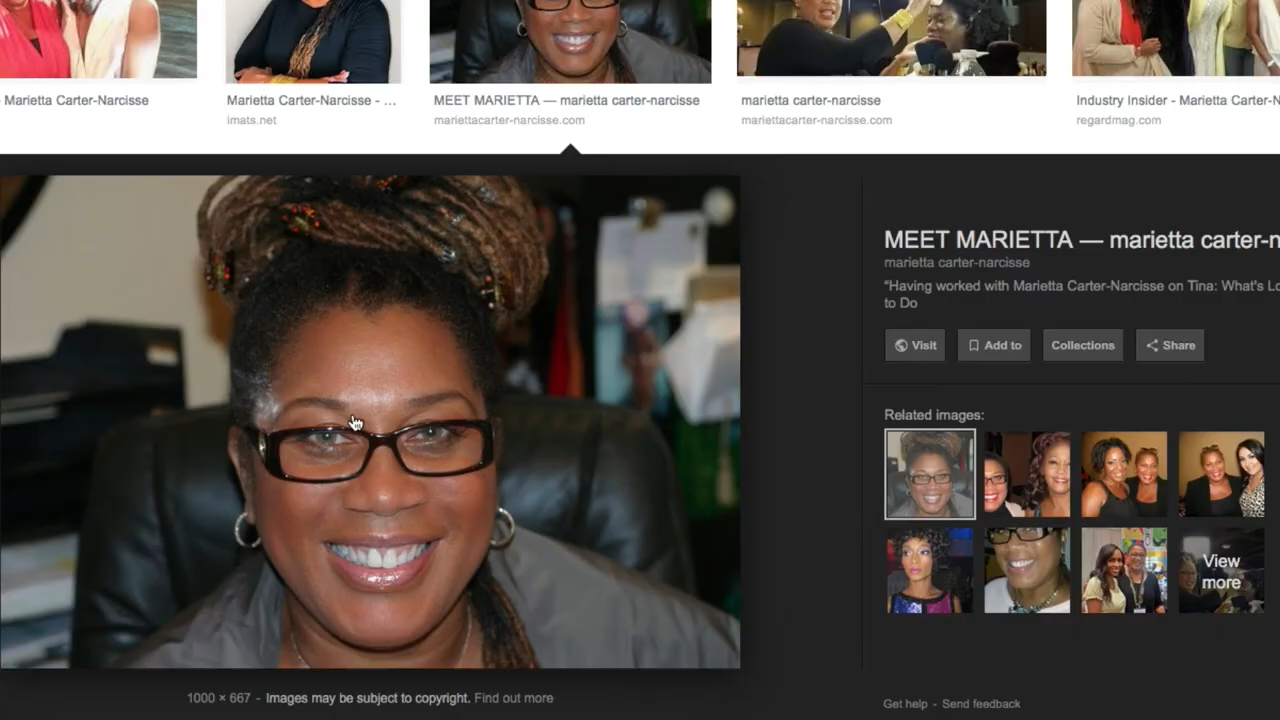 Marietta Carter-Narcisse
Marietta Carter-Narcisse - ...
imats.net
MEET MARIETTA — marietta carter-narcisse
mariettacarter-narcisse.com
marietta carter-narcisse
mariettacarter-narcisse.com
Industry Insider - Marietta Carter-N
regardmag.com
MEET MARIETTA — marietta carter-n
marietta carter-narcisse
“Having worked with Marietta Carter-Narcisse on Tina: What's Lo
to Do
Visit
Add to
Collections
Share
Related images:
View
more
1000 × 667 - Images may be subject to copyright. Find out more
Get help - Send feedback